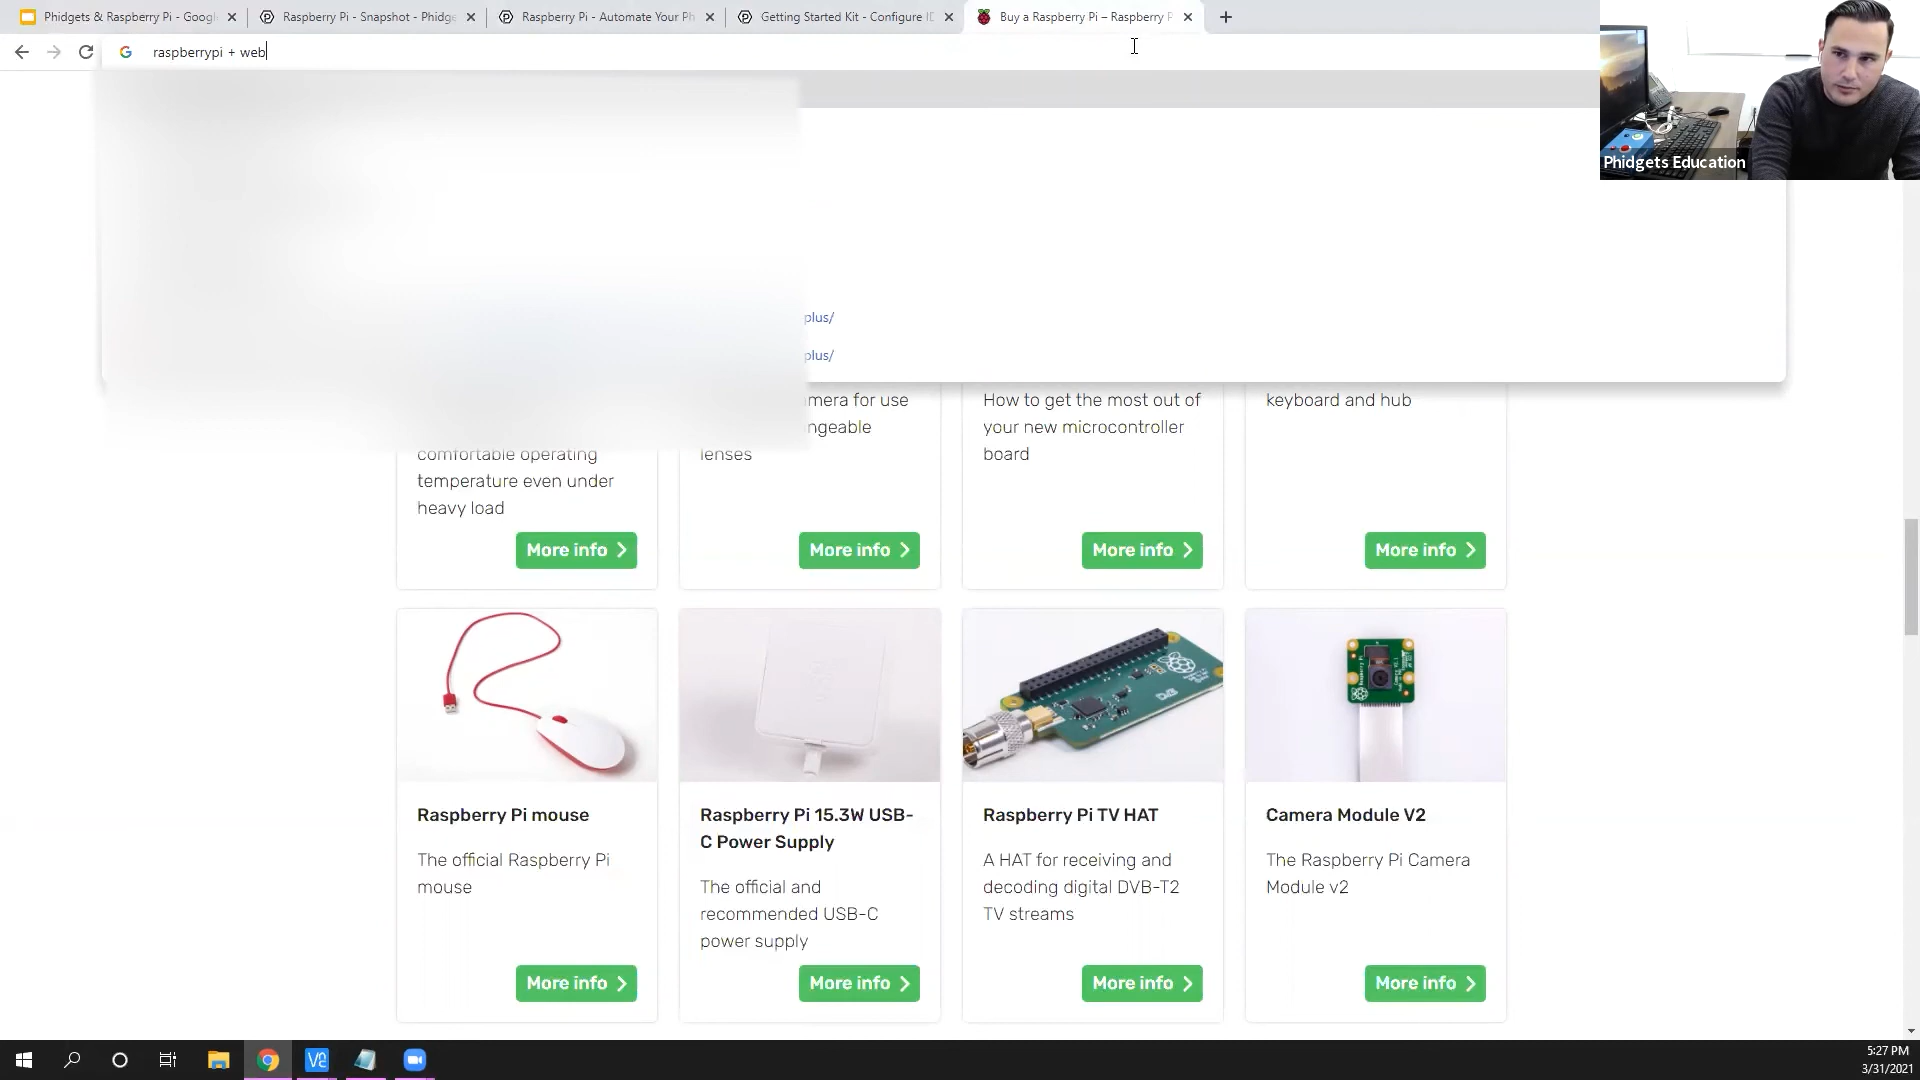 Phidgets & Raspberry Pi - Googl
Raspberry Pi - Snapshot - Phidge
Raspberry Pi - Automate Your Ph
Getting Started Kit - Configure ID
Buy a Raspberry Pi – Raspberry P
raspberrypi + web
Phidgets Education
plus/
plus/
mera for use
How to get the most out of
keyboard and hub
ngeable
your new microcontroller
comfortable operating
lenses
board
temperature even under
heavy load
More info
More info
More info
More info
Raspberry Pi mouse
The official Raspberry Pi
mouse
More info
Raspberry Pi 15.3W USB-
C Power Supply
The official and
recommended USB-C
power supply
More info
Raspberry Pi TV HAT
A HAT for receiving and
decoding digital DVB-T2
TV streams
More info
Camera Module V2
The Raspberry Pi Camera
Module v2
More info
5:27 PM
3/31/2021